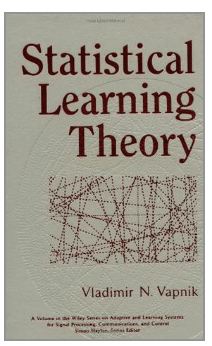 Statistical
Learning
Theory
Vladimir N. Vapnik
A Volume in the Wiley Series on Adaptive and Learning Systems
for Signal Processing, Communications, and Control
Simon Haykin, Series Editor